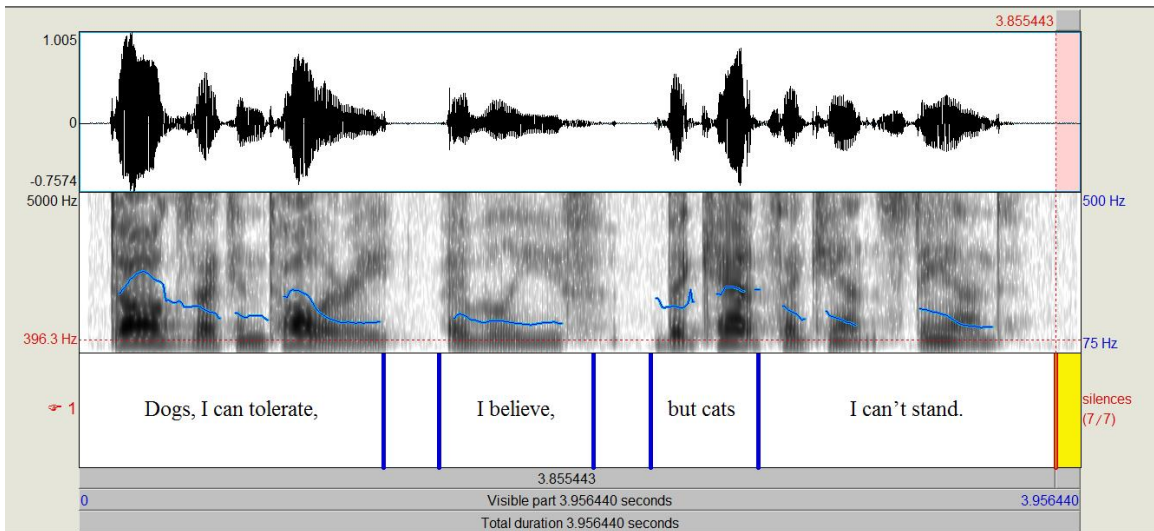 3.855443
1.005
0
-0.7574
5000 Hz
500 Hz
396.3 Hz
75 Hz
1
Dogs, I can tolerate,
I believe,
but cats
I can’t stand.
silences
(7/7)
3.855443
0
Visible part 3.956440 seconds
3.956440
Total duration 3.956440 seconds